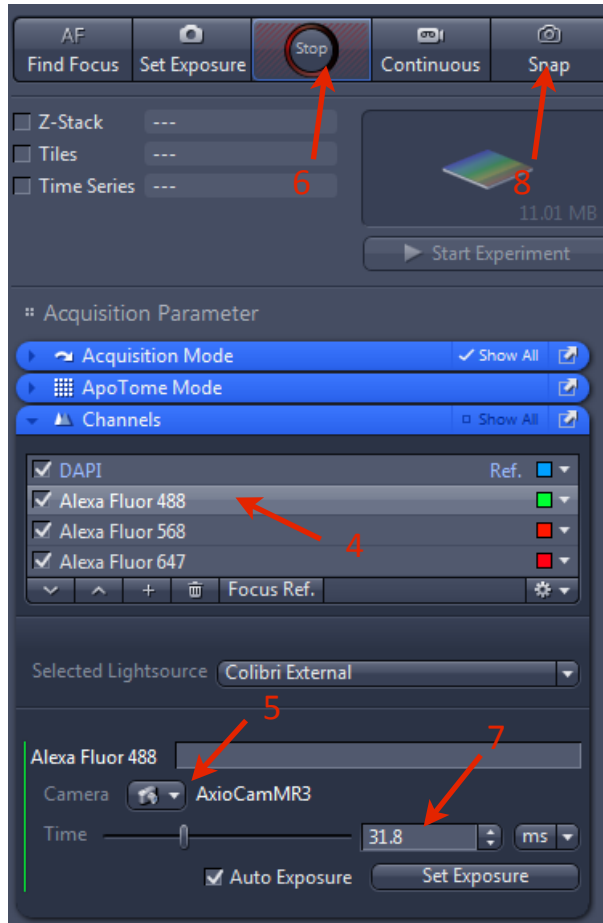 AF Stop
Find Focus Set Exposure Continuous Snap
Z-Stack ---
Tiles ---
Time Series ---
6
8
11.01 MB
Start Experiment
Acquisition Parameter
Acquisition Mode Show All
ApoTome Mode
Channels Show All
DAPI Ref.
Alexa Fluor 488
Alexa Fluor 568
4
Alexa Fluor 647
+ Focus Ref.
Selected Lightsource Colibri External
5
7
Alexa Fluor 488
Camera AxioCamMR3
Time 31.8 ms
Auto Exposure Set Exposure